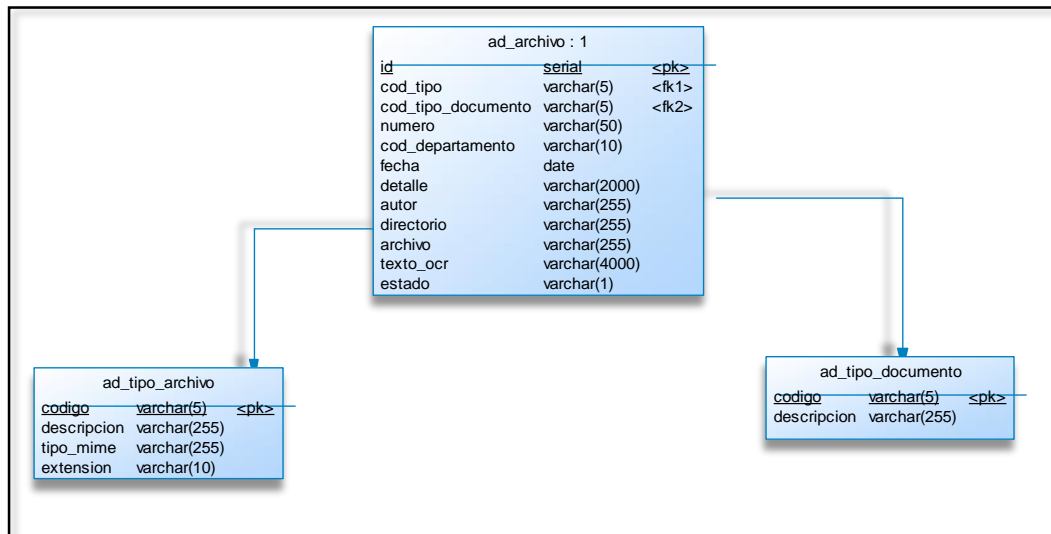 ad_archivo : 1
id serial <pk>
cod_tipo varchar(5) <fk1>
cod_tipo_documento varchar(5) <fk2>
numero varchar(50)
cod_departamento varchar(10)
fecha date
detalle varchar(2000)
autor varchar(255)
directorio varchar(255)
archivo varchar(255)
texto_ocr varchar(4000)
estado varchar(1)
ad_tipo_archivo
codigo varchar(5) <pk>
descripcion varchar(255)
tipo_mime varchar(255)
extension varchar(10)
ad_tipo_documento
codigo varchar(5) <pk>
descripcion varchar(255)